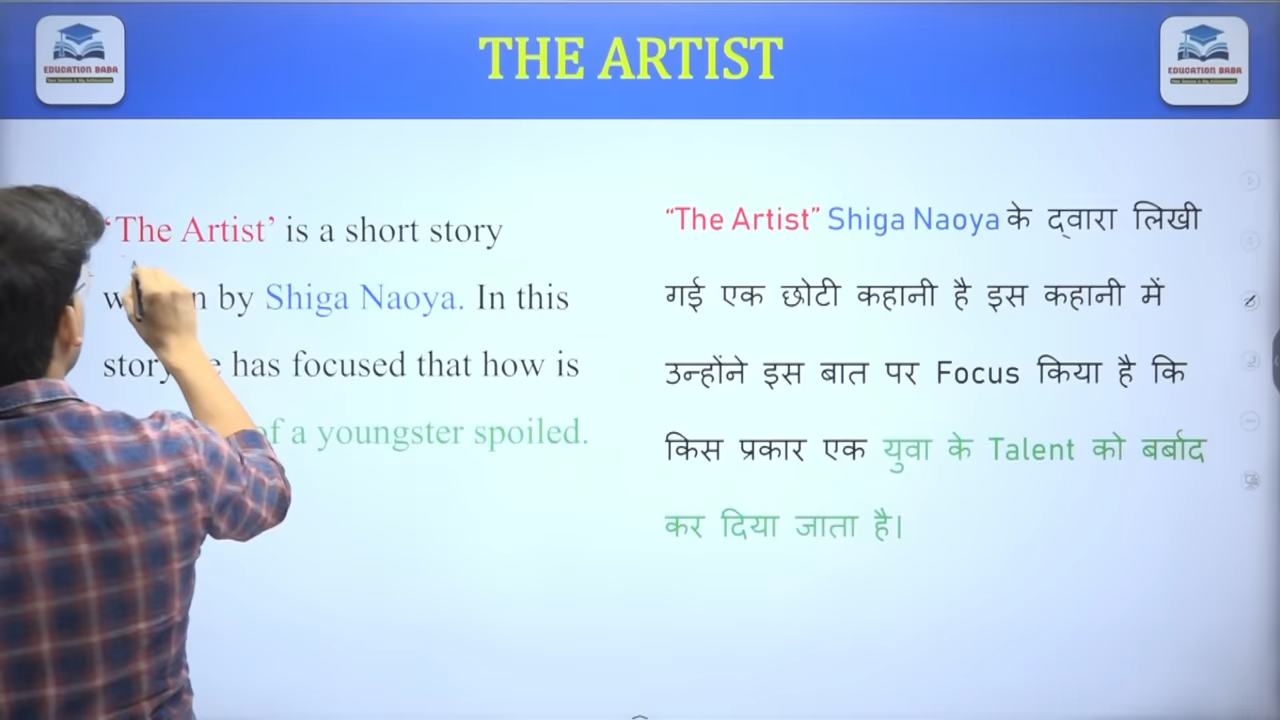 EDUCATION BABA
THE ARTIST
EDUCATION BABA
'The Artist' is a short story
by Shiga Naoya. In this
has focused that how is
of a youngster spoiled.
“The Artist” Shiga Naoya के द्वारा लिखी
गई एक छोटी कहानी है इस कहानी में
उन्होंने इस बात पर Focus किया है कि
किस प्रकार एक युवा के Talent को बर्बाद
कर दिया जाता है।